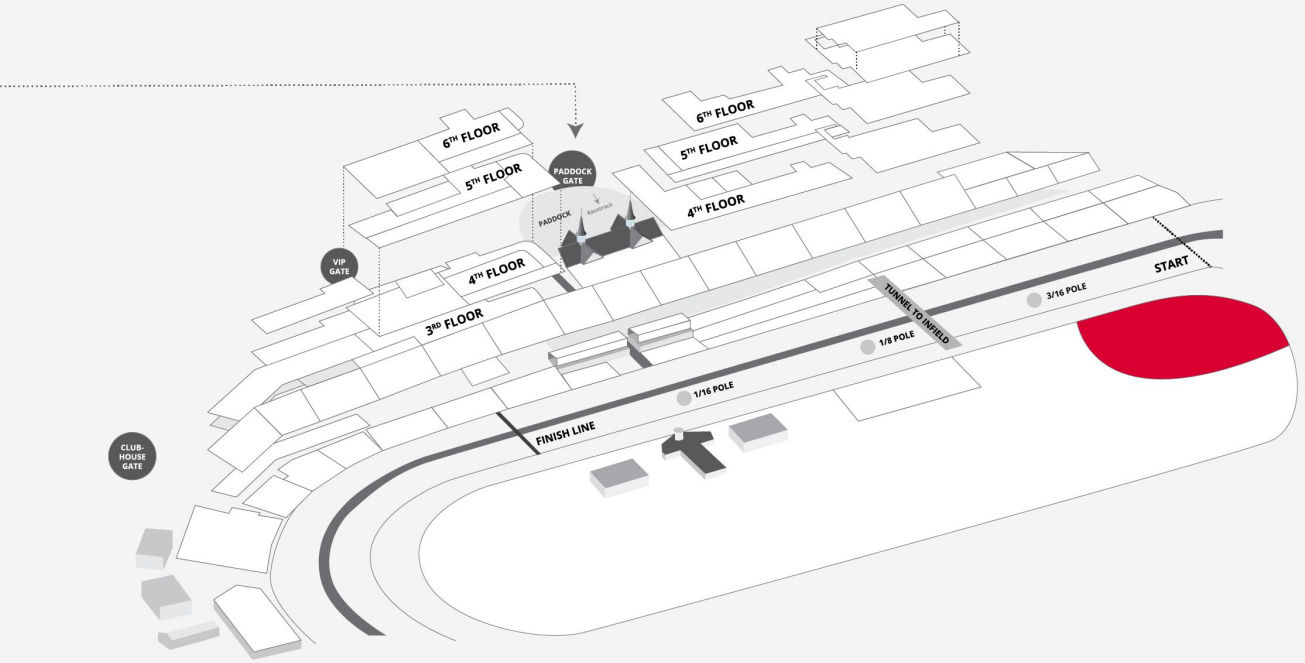 6TH FLOOR
5TH FLOOR
4TH FLOOR
3RD FLOOR
6TH FLOOR
5TH FLOOR
4TH FLOOR
PADDOCK
GATE
PADDOCK
Racetrack
VIP
GATE
CLUB-
HOUSE
GATE
START
3/16 POLE
TUNNEL TO INFIELD
1/8 POLE
1/16 POLE
FINISH LINE